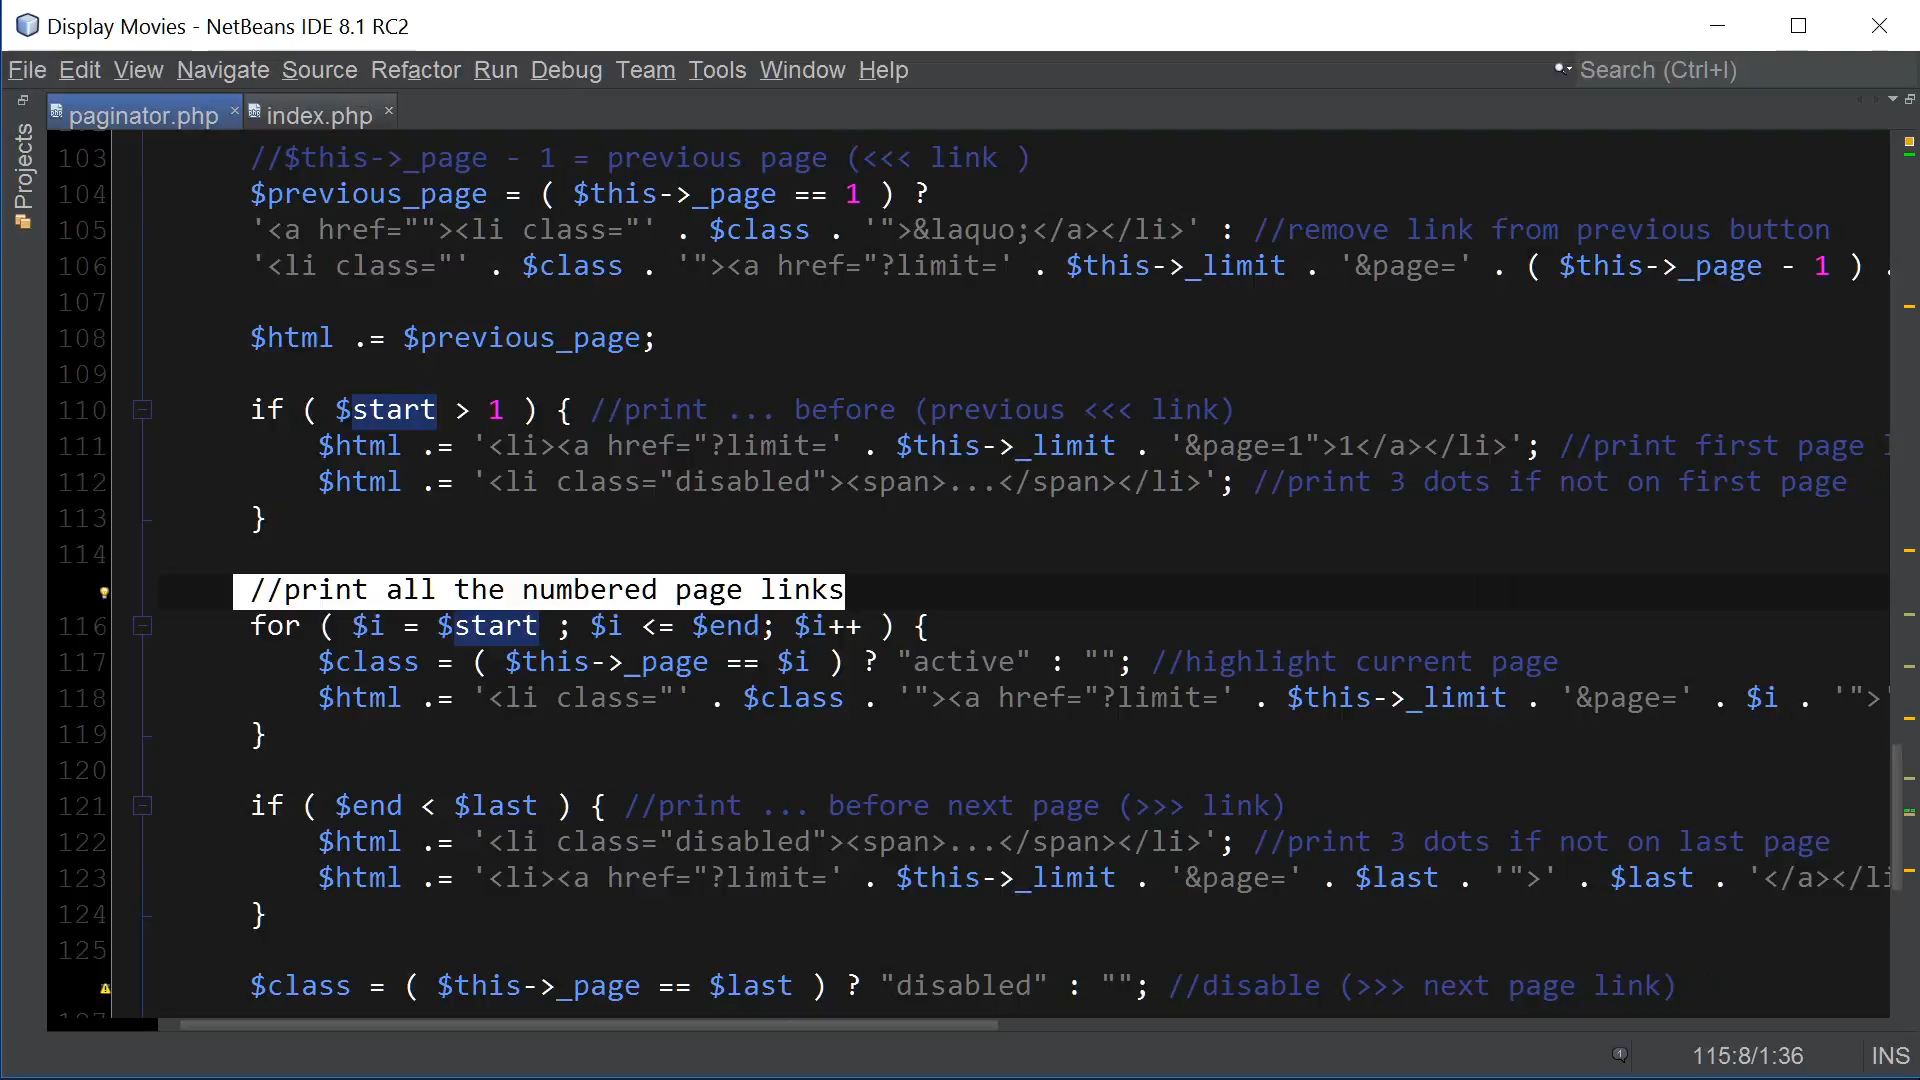 Display Movies - NetBeans IDE 8.1 RC2
File Edit View Navigate Source Refactor Run Debug Team Tools Window Help
Search (Ctrl+I)
Projects
paginator.php
index.php
103 //$this->_page - 1 = previous page (<<< link )
104 $previous_page = ( $this->_page == 1 ) ?
105 '<a href=""><li class="' . $class . '">&laquo;</a></li>' : //remove link from previous button
106 '<li class="' . $class . '"><a href="?limit=' . $this->_limit . '&page=' . ( $this->_page - 1 ) .
107
108 $html .= $previous_page;
109
110 if ( $start > 1 ) { //print ... before (previous <<< link)
111 $html .= '<li><a href="?limit=' . $this->_limit . '&page=1">1</a></li>'; //print first page l
112 $html .= '<li class="disabled"><span>...</span></li>'; //print 3 dots if not on first page
113 }
114
//print all the numbered page links
116 for ( $i = $start ; $i <= $end; $i++ ) {
117 $class = ( $this->_page == $i ) ? "active" : ""; //highlight current page
118 $html .= '<li class="' . $class . '"><a href="?limit=' . $this->_limit . '&page=' . $i . '">'
119 }
120
121 if ( $end < $last ) { //print ... before next page (>>> link)
122 $html .= '<li class="disabled"><span>...</span></li>'; //print 3 dots if not on last page
123 $html .= '<li><a href="?limit=' . $this->_limit . '&page=' . $last . '">' . $last . '</a></li
124 }
125
$class = ( $this->_page == $last ) ? "disabled" : ""; //disable (>>> next page link)
115:8/1:36 INS